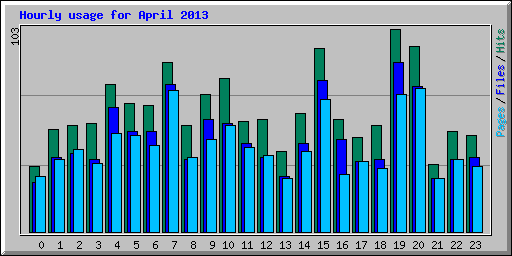 Hourly usage for April 2013
103
Pages / Files / Hits
0 1 2 3 4 5 6 7 8 9 10 11 12 13 14 15 16 17 18 19 20 21 22 23